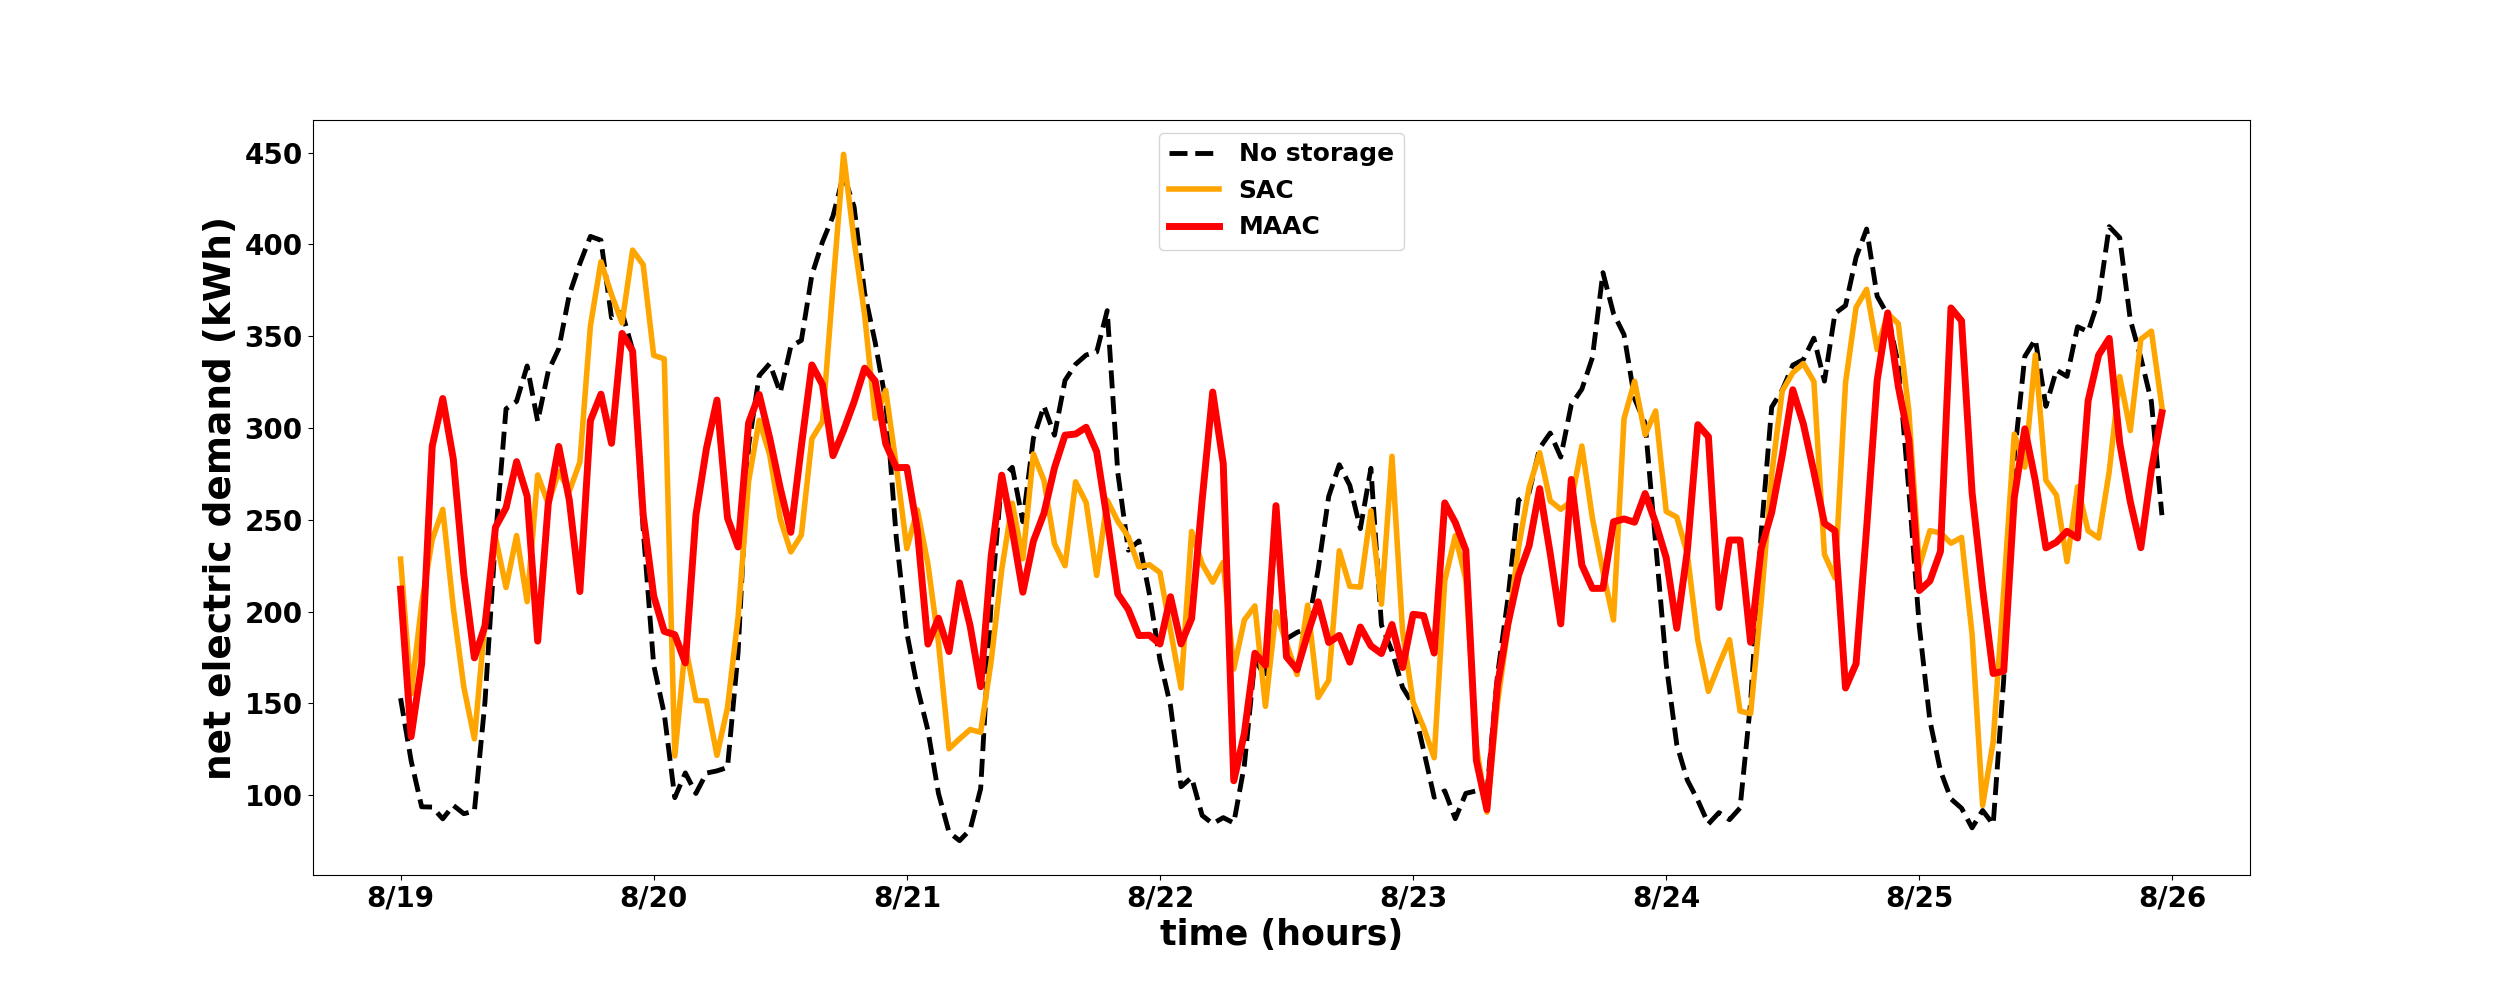 No storage
SAC
MAAC
net electric demand (kWh)
450
400
350
300
250
200
150
100
8/19 8/20 8/21 8/22 8/23 8/24 8/25 8/26
time (hours)